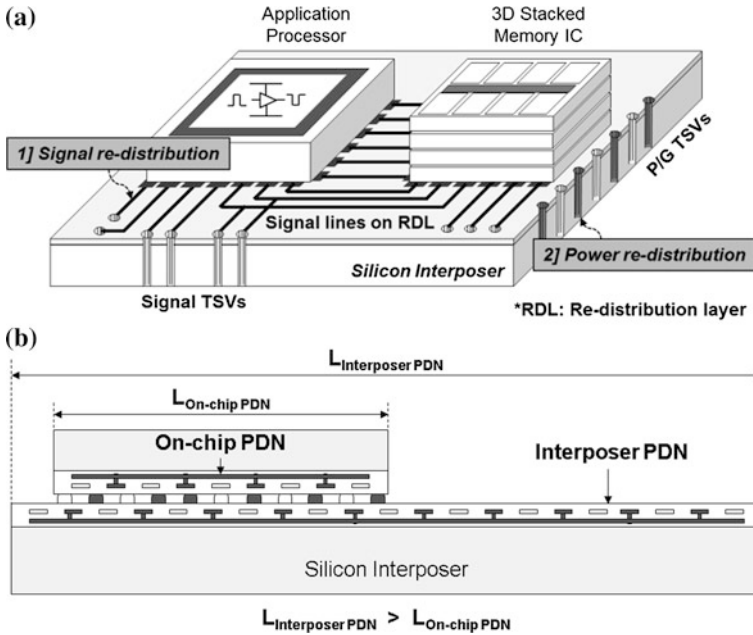 (a)
Application
Processor
3D Stacked
Memory IC
1] Signal re-distribution
P/G TSVs
Signal lines on RDL
2] Power re-distribution
Silicon Interposer
Signal TSVs
*RDL: Re-distribution layer
(b)
LInterposer PDN
LOn-chip PDN
On-chip PDN
Interposer PDN
Silicon Interposer
LInterposer PDN > LOn-chip PDN